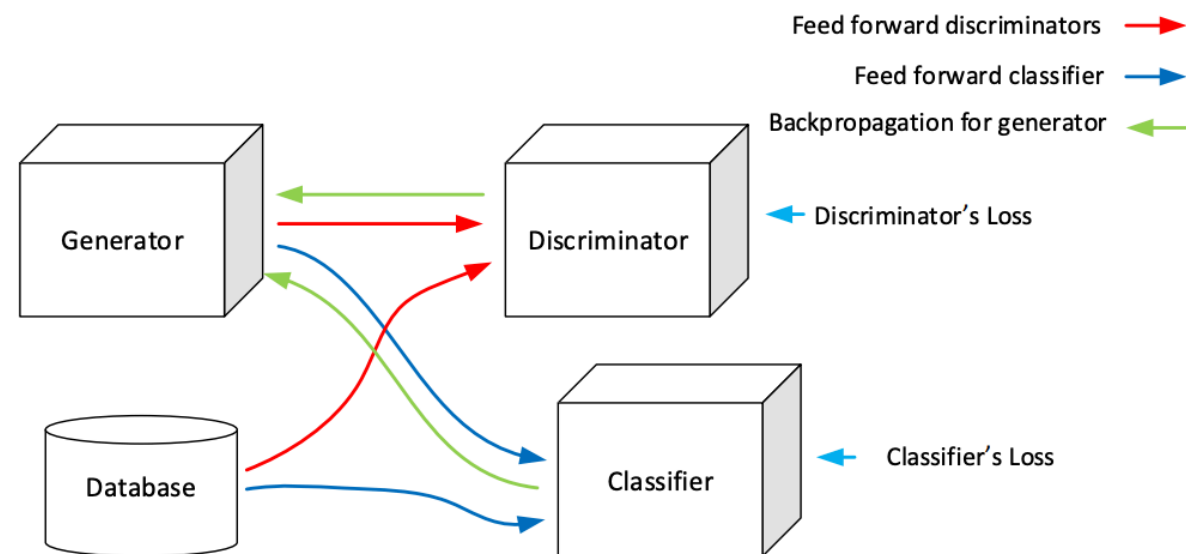 Feed forward discriminators
Feed forward classifier
Backpropagation for generator
Generator
Discriminator
Discriminator’s Loss
Database
Classifier
Classifier’s Loss